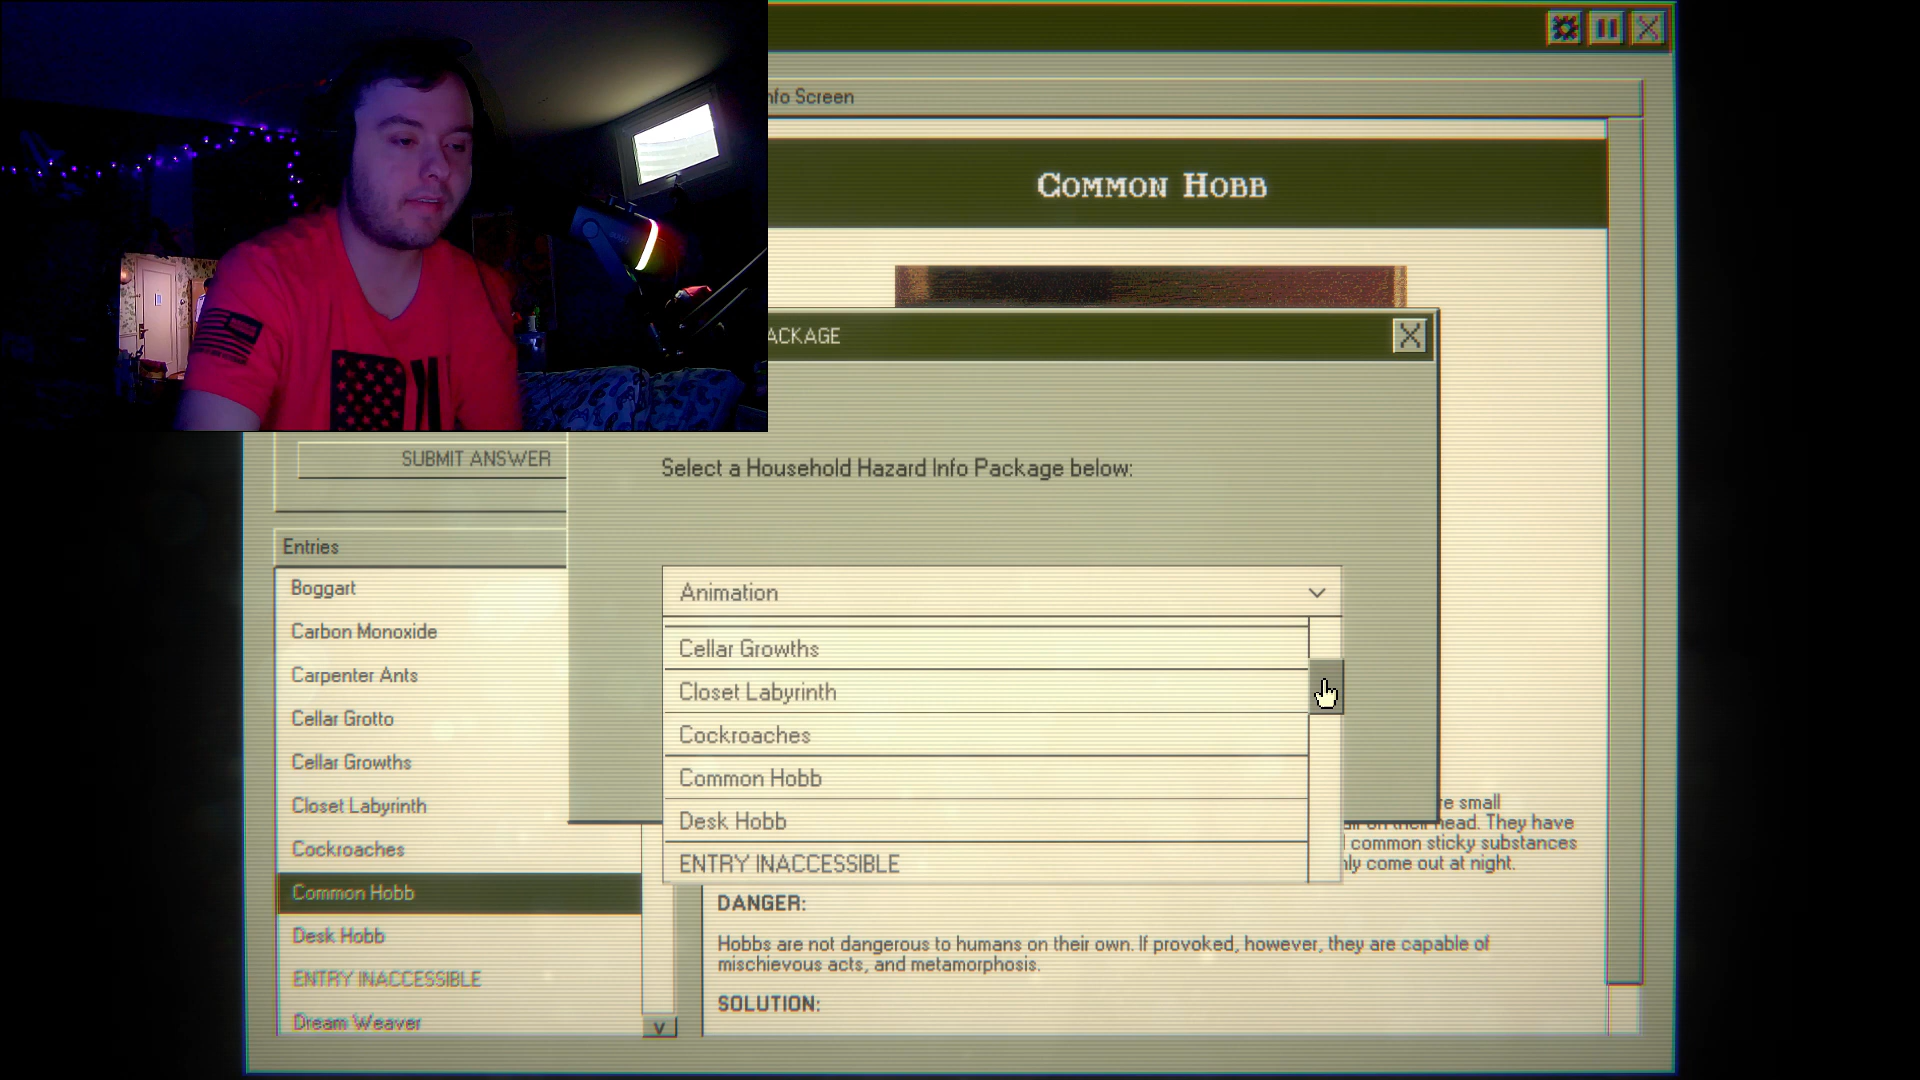 nfo Screen
COMMON HOBB
ACKAGE
SUBMIT ANSWER
Select a Household Hazard Info Package below:
Entries
Boggart
Carbon Monoxide
Carpenter Ants
Cellar Grotto
Cellar Growths
Closet Labyrinth
Cockroaches
Common Hobb
Desk Hobb
ENTRY INACCESSIBLE
Dream Weaver
Animation
Cellar Growths
Closet Labyrinth
Cockroaches
Common Hobb
Desk Hobb
ENTRY INACCESSIBLE
re small
on their head. They have
common sticky substances
nly come out at night.
DANGER:
Hobbs are not dangerous to humans on their own. If provoked, however, they are capable of
mischievous acts, and metamorphosis.
SOLUTION: